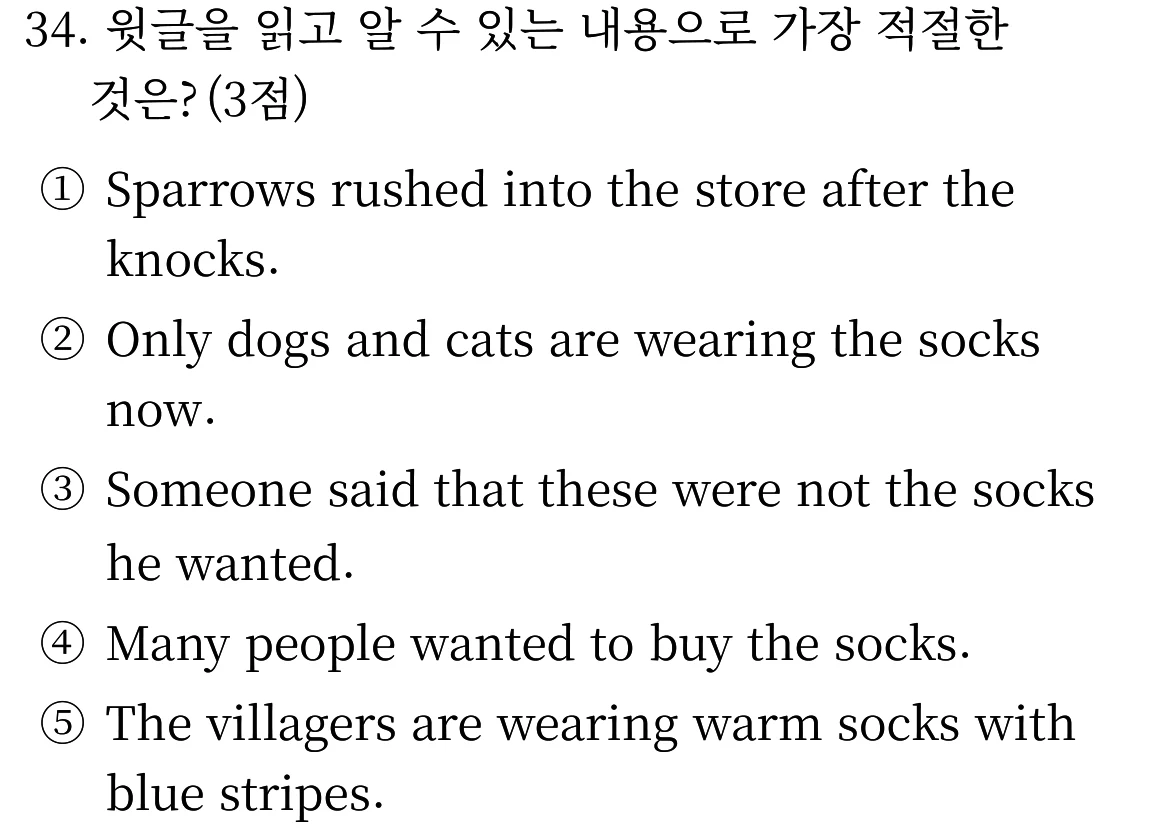 34. 윗글을 읽고 알 수 있는 내용으로 가장 적절한
것은? (3점)
① Sparrows rushed into the store after the
knocks.
② Only dogs and cats are wearing the socks
now.
③ Someone said that these were not the socks
he wanted.
④ Many people wanted to buy the socks.
⑤ The villagers are wearing warm socks with
blue stripes.